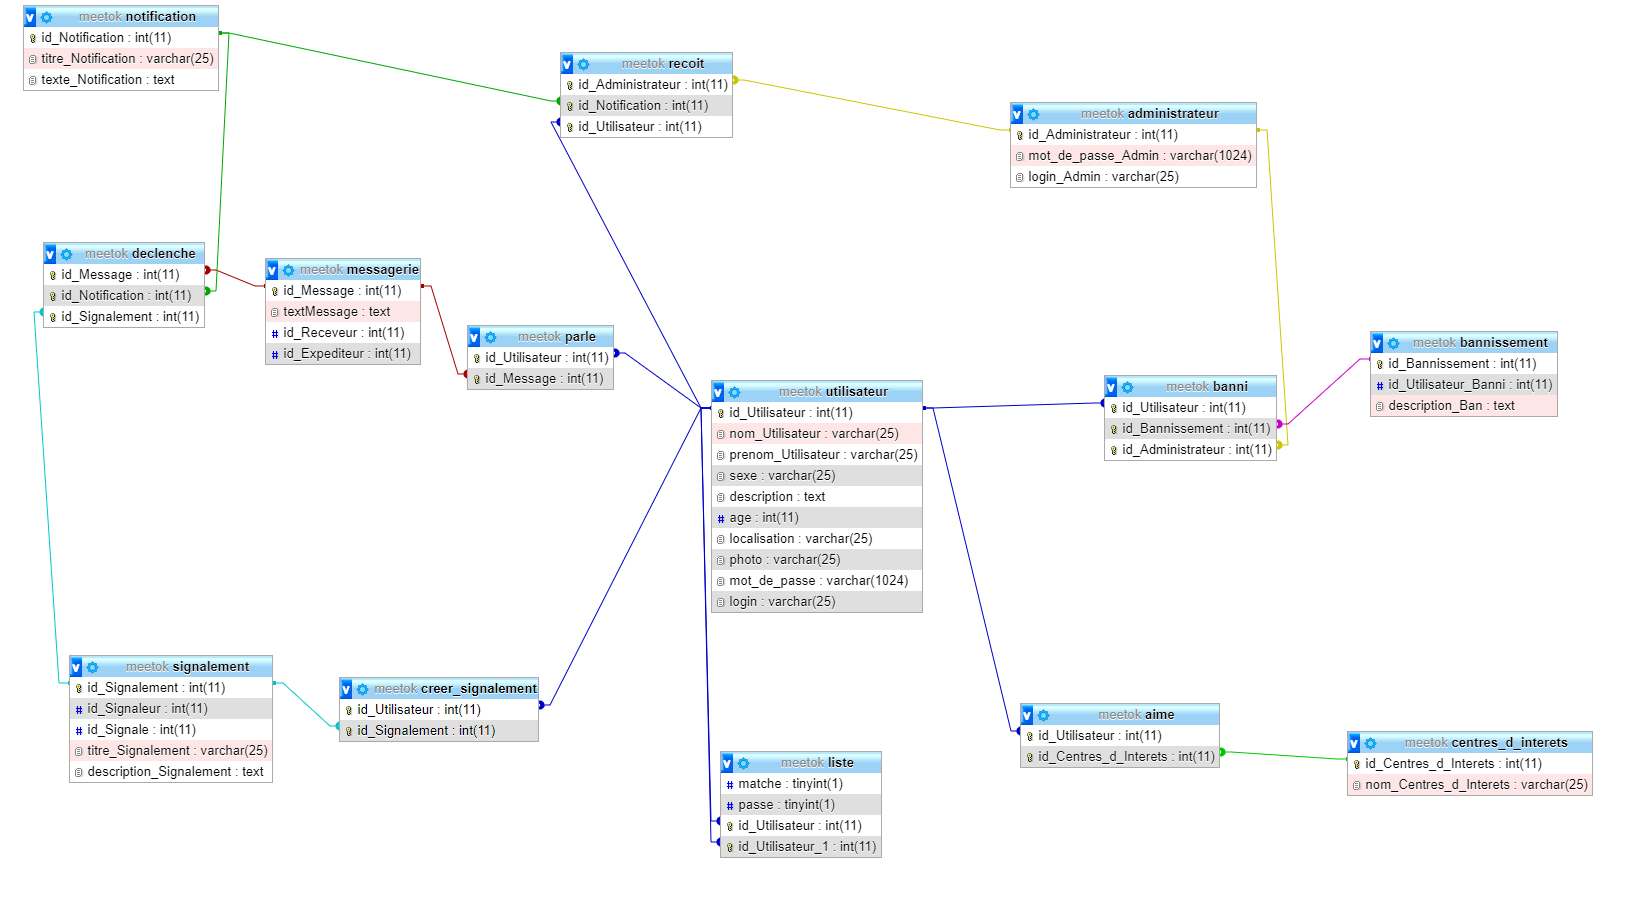 meetok notification
id_Notification : int(11)
titre_Notification : varchar(25)
texte_Notification : text
meetok recoit
id_Administrateur : int(11)
id_Notification : int(11)
id_Utilisateur : int(11)
meetok administrateur
id_Administrateur : int(11)
mot_de_passe_Admin : varchar(1024)
login_Admin : varchar(25)
meetok declenche
id_Message : int(11)
id_Notification : int(11)
id_Signalement : int(11)
meetok messagerie
id_Message : int(11)
textMessage : text
id_Receveur : int(11)
id_Expediteur : int(11)
meetok parle
id_Utilisateur : int(11)
id_Message : int(11)
meetok utilisateur
id_Utilisateur : int(11)
nom_Utilisateur : varchar(25)
prenom_Utilisateur : varchar(25)
sexe : varchar(25)
description : text
age : int(11)
localisation : varchar(25)
photo : varchar(25)
mot_de_passe : varchar(1024)
login : varchar(25)
meetok banni
id_Utilisateur : int(11)
id_Bannissement : int(11)
id_Administrateur : int(11)
meetok bannissement
id_Bannissement : int(11)
id_Utilisateur_Banni : int(11)
description_Ban : text
meetok signalement
id_Signalement : int(11)
id_Signaleur : int(11)
id_Signale : int(11)
titre_Signalement : varchar(25)
description_Signalement : text
meetok creer_signalement
id_Utilisateur : int(11)
id_Signalement : int(11)
meetok liste
matche : tinyint(1)
passe : tinyint(1)
id_Utilisateur : int(11)
id_Utilisateur_1 : int(11)
meetok aime
id_Utilisateur : int(11)
id_Centres_d_Interets : int(11)
meetok centres_d_interets
id_Centres_d_Interets : int(11)
nom_Centres_d_Interets : varchar(25)